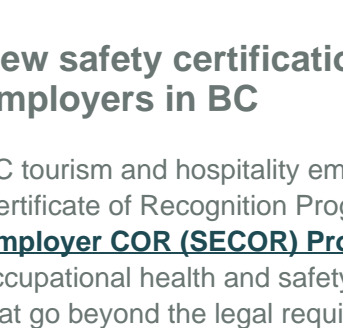 ew safety certificatio
mployers in BC
C tourism and hospitality em
ertificate of Recognition Prog
mployer COR (SECOR) Pro
ccupational health and safety
at go beyond the legal requi